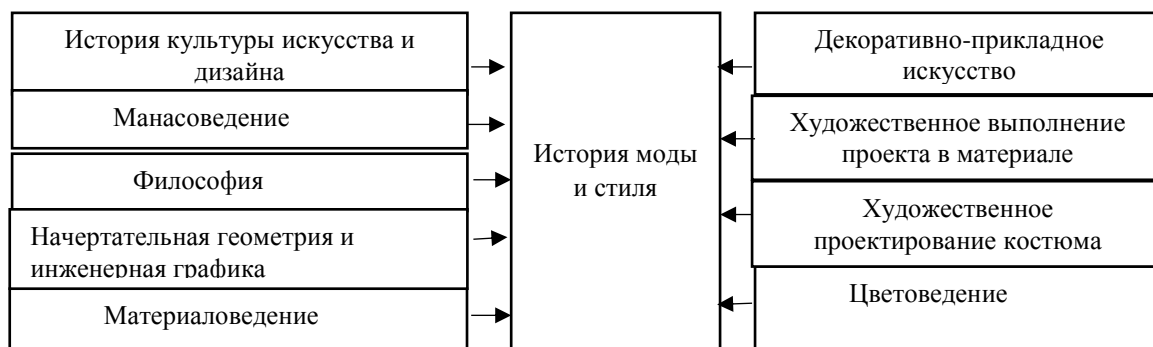 История культуры искусства и
дизайна
Манасоведение
Философия
Начертательная геометрия и
инженерная графика
Материаловедение
История моды
и стиля
Декоративно-прикладное
искусство
Художественное выполнение
проекта в материале
Художественное
проектирование костюма
Цветоведение